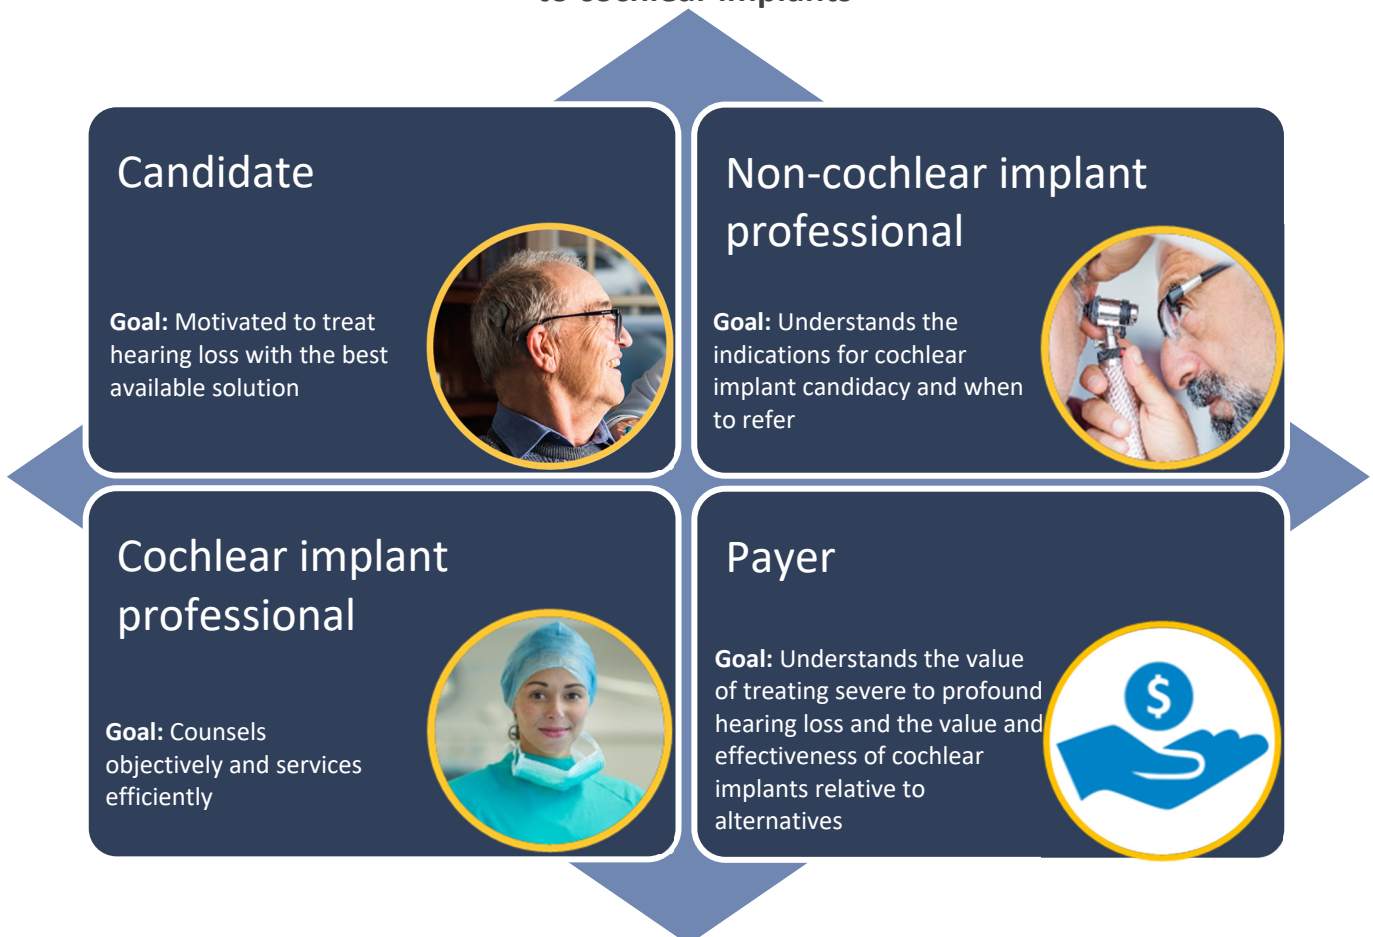 to cochlear implants
Candidate
Goal: Motivated to treat
hearing loss with the best
available solution
Non-cochlear implant
professional
Goal: Understands the
indications for cochlear
implant candidacy and when
to refer
Cochlear implant
professional
Goal: Counsels
objectively and services
efficiently
Payer
Goal: Understands the value
of treating severe to profound
hearing loss and the value and
effectiveness of cochlear
implants relative to
alternatives
$